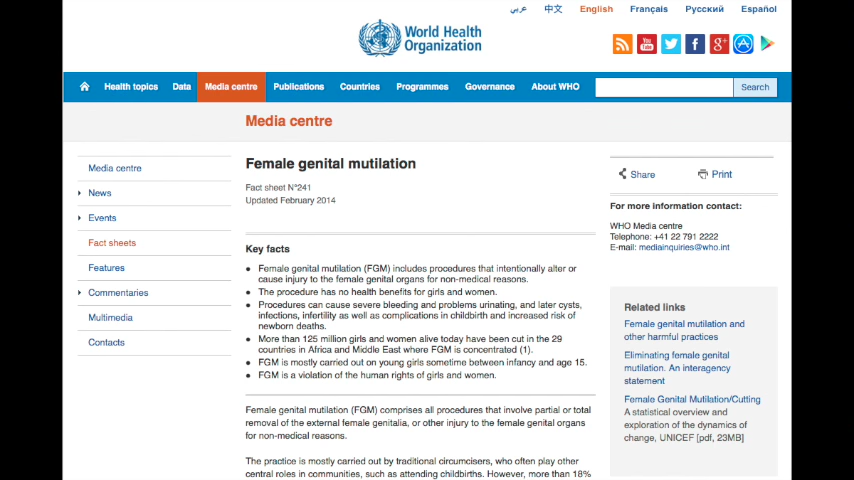 عربي 中文 English Français Русский Español
World Health
Organization
Health topics Data Media centre Publications Countries Programmes Governance About WHO Search
Media centre
Media centre
News
Events
Fact sheets
Features
Commentaries
Multimedia
Contacts
Female genital mutilation
Fact sheet N°241
Updated February 2014
Key facts
Female genital mutilation (FGM) includes procedures that intentionally alter or
cause injury to the female genital organs for non-medical reasons.
The procedure has no health benefits for girls and women.
Procedures can cause severe bleeding and problems urinating, and later cysts,
infections, infertility as well as complications in childbirth and increased risk of
newborn deaths.
More than 125 million girls and women alive today have been cut in the 29
countries in Africa and Middle East where FGM is concentrated (1).
FGM is mostly carried out on young girls sometime between infancy and age 15.
FGM is a violation of the human rights of girls and women.
Female genital mutilation (FGM) comprises all procedures that involve partial or total
removal of the external female genitalia, or other injury to the female genital organs
for non-medical reasons.
The practice is mostly carried out by traditional circumcisers, who often play other
central roles in communities, such as attending childbirths. However, more than 18%
Share Print
For more information contact:
WHO Media centre
Telephone: +41 22 791 2222
E-mail: mediainquiries@who.int
Related links
Female genital mutilation and
other harmful practices
Eliminating female genital
mutilation. An interagency
statement
Female Genital Mutilation/Cutting
A statistical overview and
exploration of the dynamics of
change, UNICEF [pdf, 23MB]